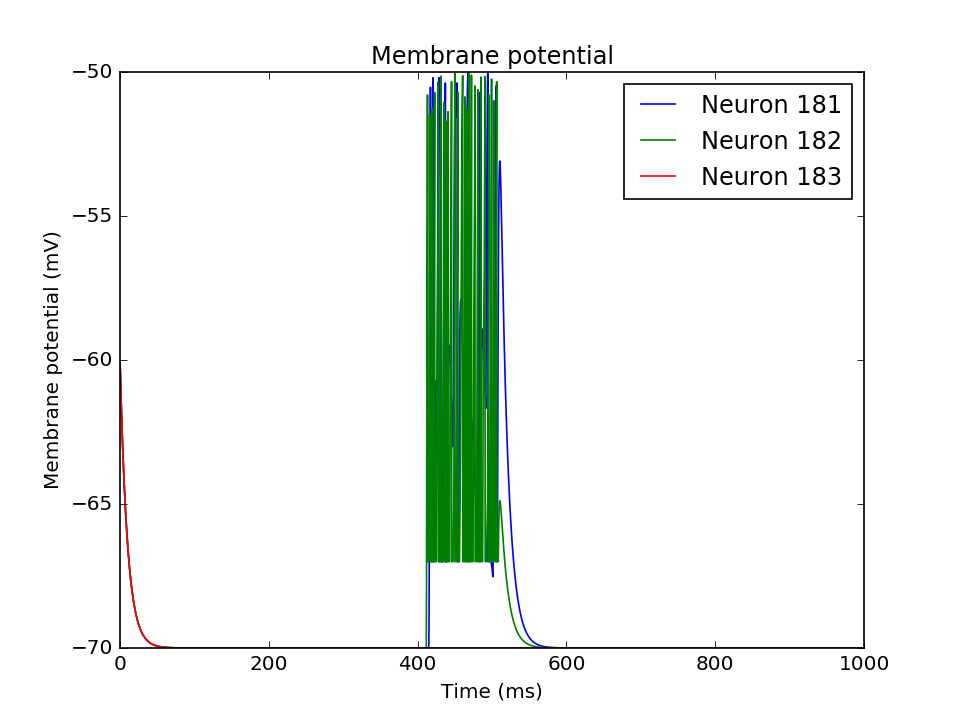 Membrane potential
Neuron 181
Neuron 182
Neuron 183
Membrane potential (mV)
−50
−55
−60
−65
−70
0 200 400 600 800 1000
Time (ms)